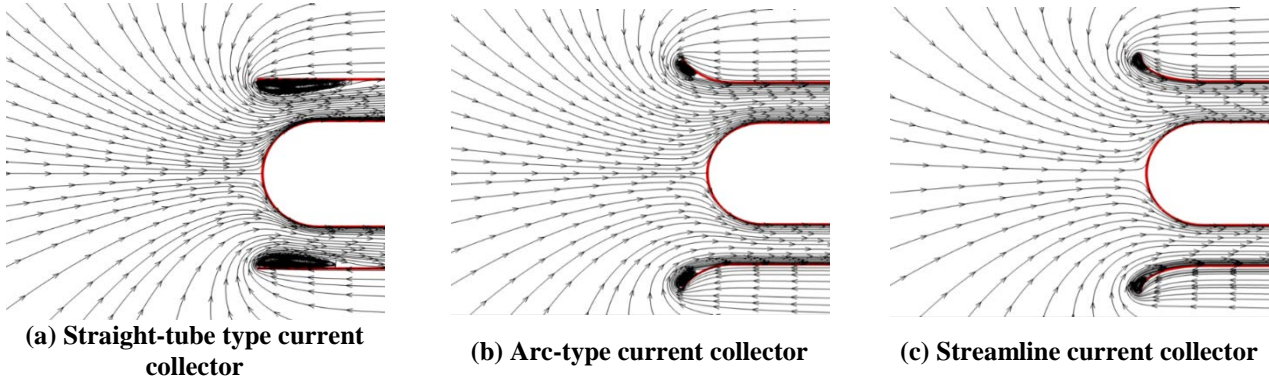 (a) Straight-tube type current
collector
(b) Arc-type current collector
(c) Streamline current collector